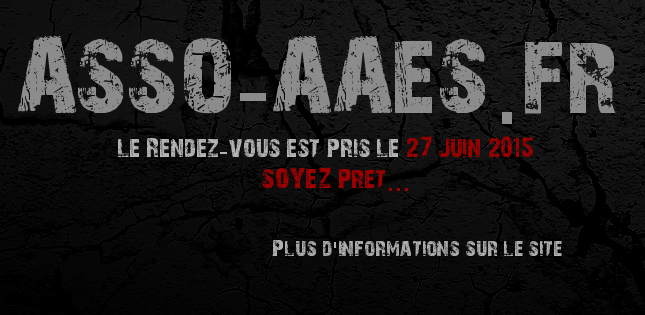 ASSO-AAES.FR
LE RENDEZ-VOUS EST PRIS LE 27 JUIN 2015
SOYEZ PRET...
PLUS D'INFORMATIONS SUR LE SITE